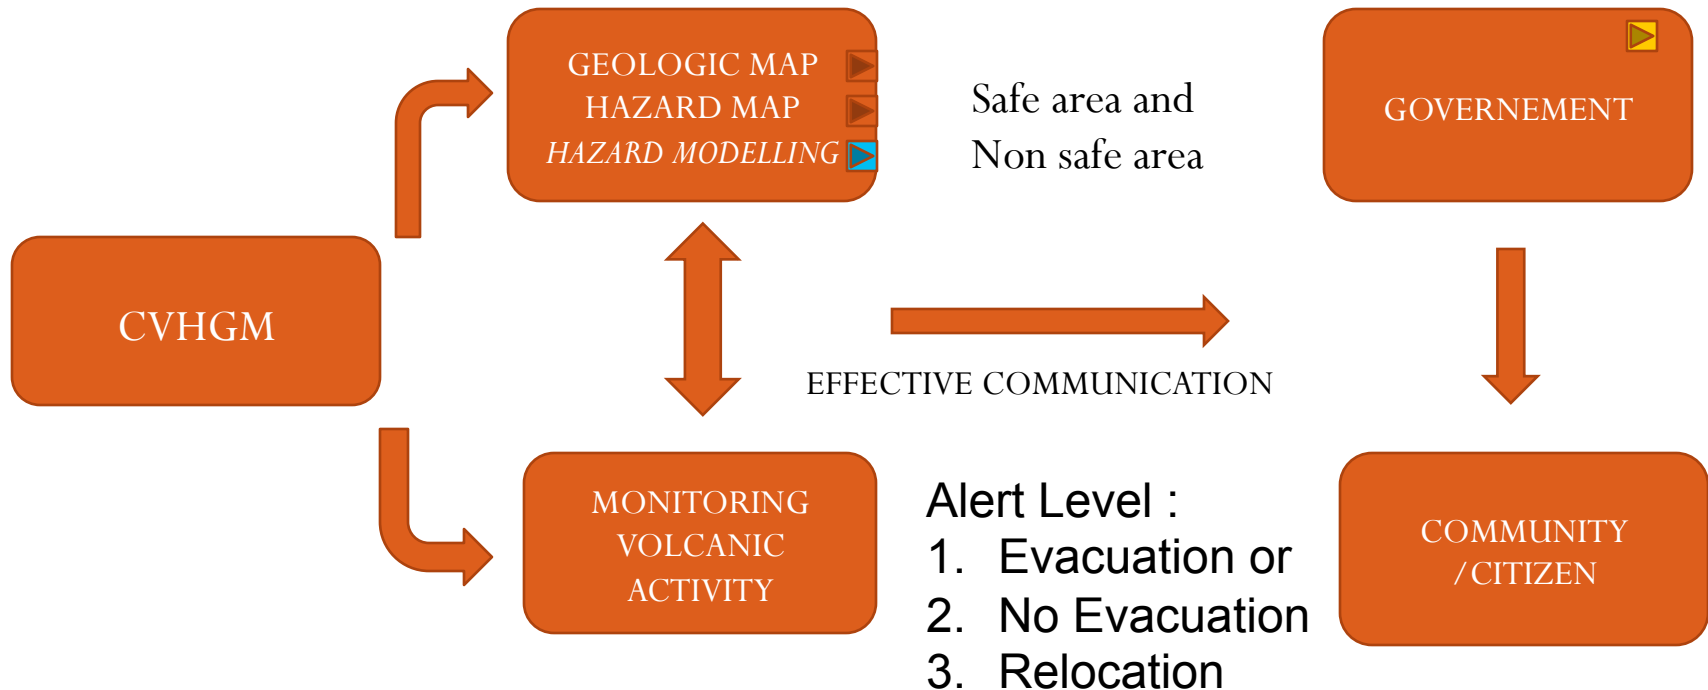 GEOLOGIC MAP
HAZARD MAP
HAZARD MODELLING
Safe area and
Non safe area
GOVERNEMENT
CVHGM
EFFECTIVE COMMUNICATION
MONITORING
VOLCANIC
ACTIVITY
Alert Level :
1. Evacuation or
2. No Evacuation
3. Relocation
COMMUNITY
/CITIZEN